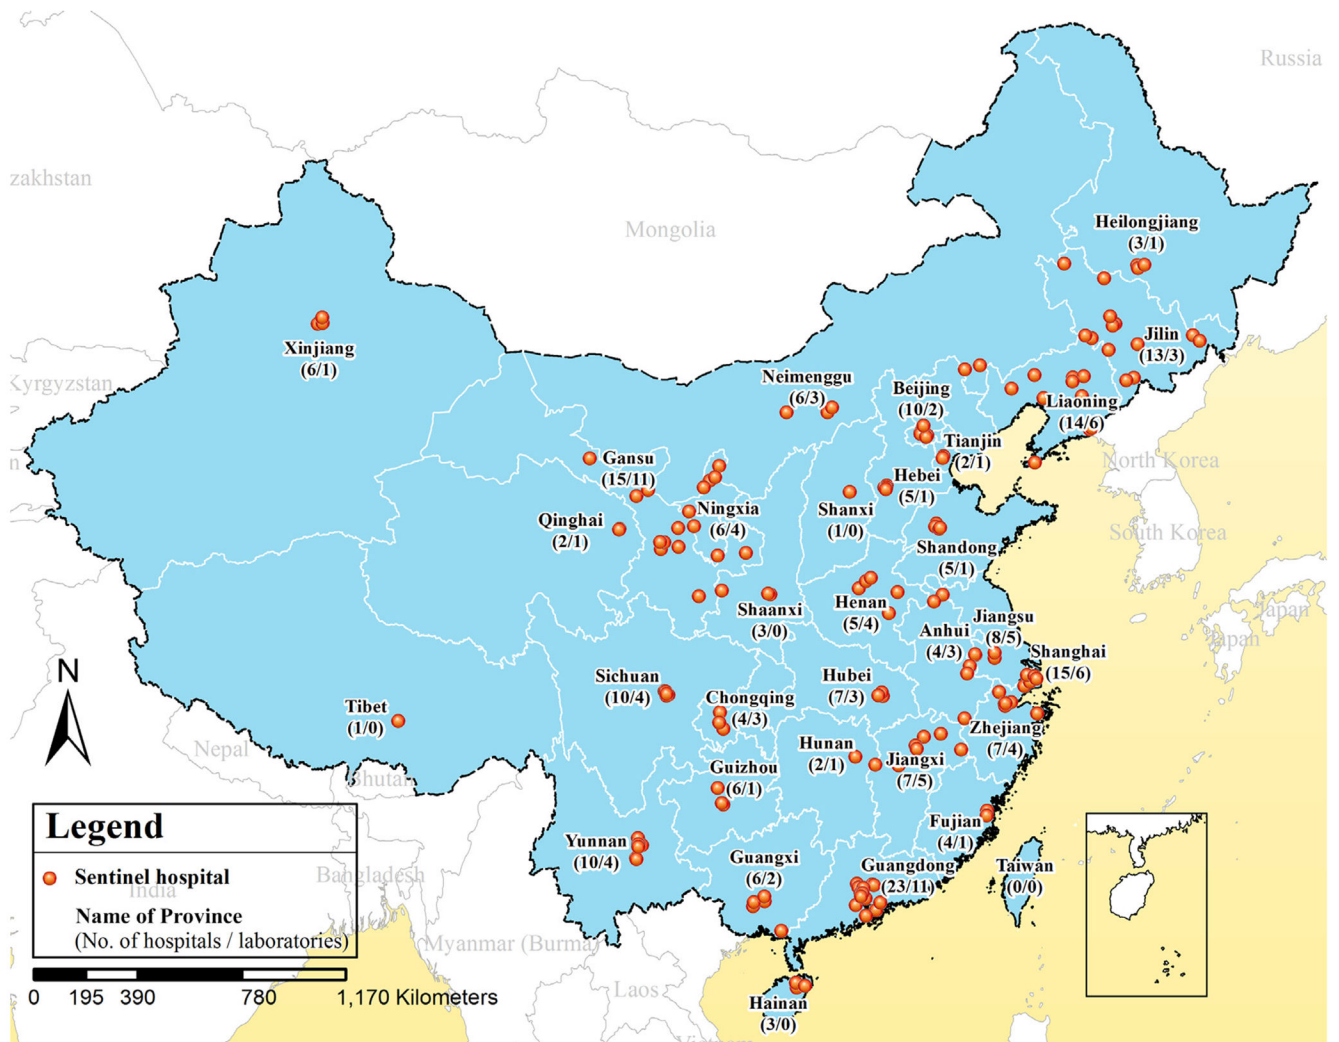 Russia
zakhstan
Heilongjiang
(3/1)
Mongolia
Xinjiang
(6/1)
Jilin
(13/3)
Kyrgyzstan
Neimenggu
(6/3)
Beijing
(10/2)
Liaoning
(14/6)
Tianjin
(2/1)
Gansu
(15/11)
n
North Korea
Hebei
(5/1)
Shanxi
(1/0)
Ningxia
(6/4)
Qinghai
(2/1)
South Korea
Shandong
(5/1)
Shaanxi
(3/0)
Henan
(5/4)
Japan
Japan
Jiangsu
(8/5)
Anhui
(4/3)
Shanghai
(15/6)
Sichuan
(10/4)
Hubei
(7/3)
Chongqing
(4/3)
N
Tibet
(1/0)
Zhejiang
(7/4)
Nepal
Hunan
(2/1)
Jiangxi
(7/5)
Bhutan
Guizhou
(6/1)
Fujian
(4/1)
Yunnan
(10/4)
Guangxi
(6/2)
Guangdong
(23/11)
Taiwan
(0/0)
Legend
Sentinel hospital
India
Name of Province
(No. of hospitals / laboratories)
Bangladesh
Myanmar (Burma)
Laos
Hainan
(3/0)
0 195 390 780 1,170 Kilometers
Vietnam